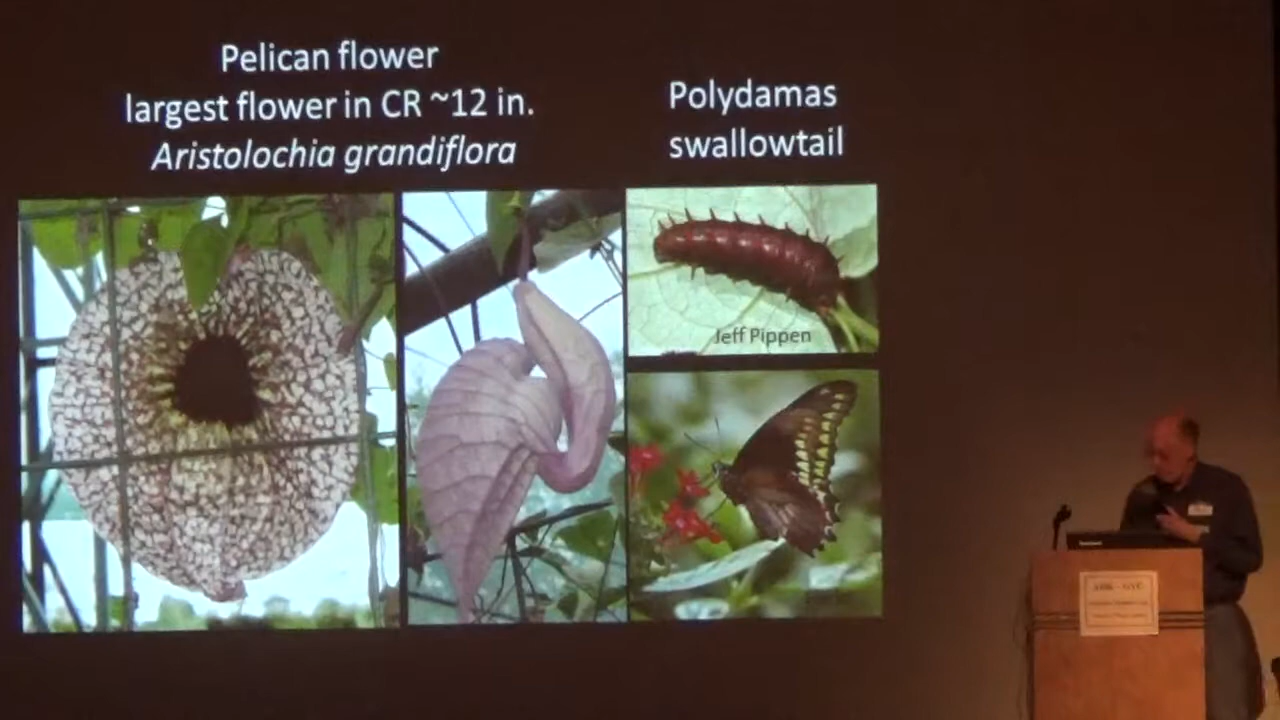 Pelican flower
largest flower in CR ~12 in.
Aristolochia grandiflora
Polydamas
swallowtail
Jeff Pippen